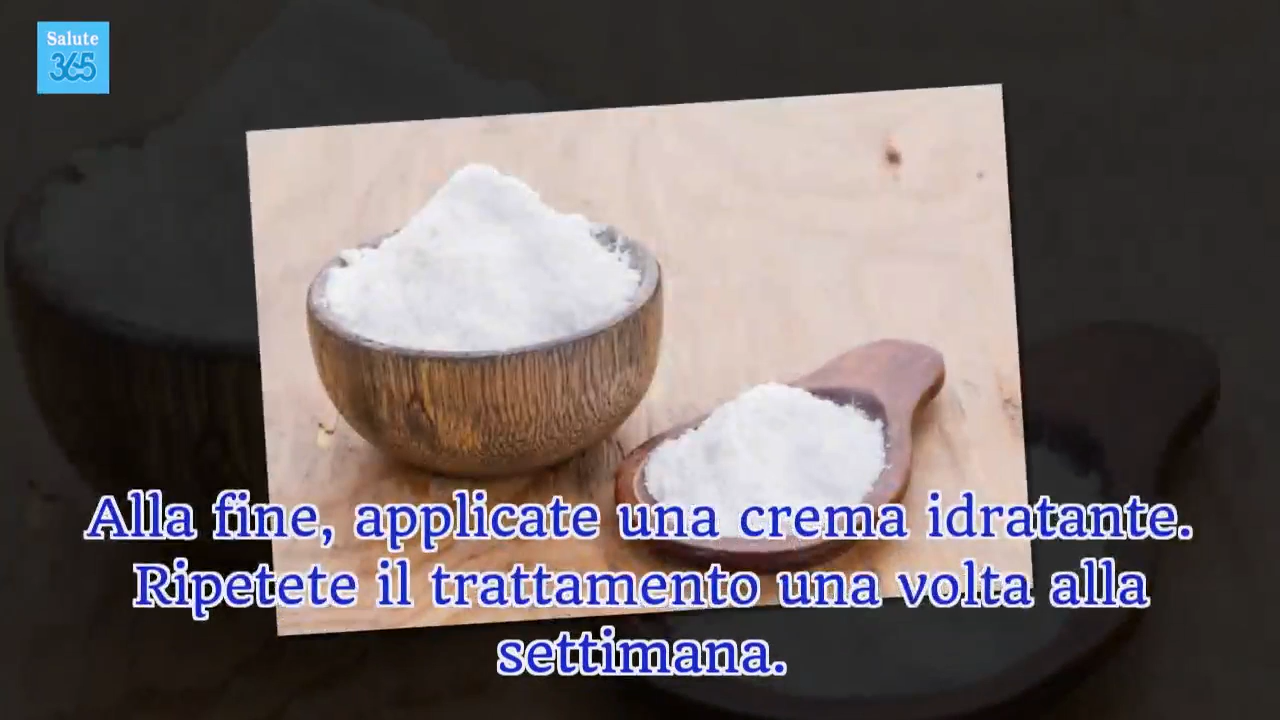 Salute
365
Alla fine, applicate una crema idratante.
Ripetete il trattamento una volta alla
settimana.